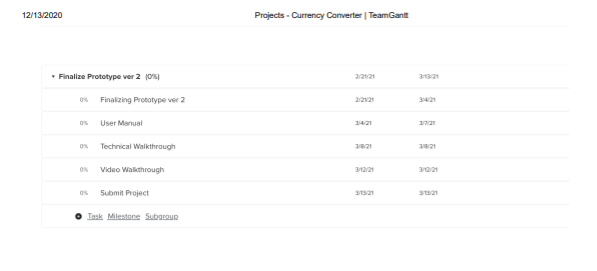 12/13/2020 Projects - Currency Converter | TeamGantt
Finalize Prototype ver 2 (0%) 2/21/21 3/13/21
0% Finalizing Prototype ver 2 2/21/21 3/4/21
0% User Manual 3/4/21 3/7/21
0% Technical Walkthrough 3/8/21 3/8/21
0% Video Walkthrough 3/12/21 3/12/21
0% Submit Project 3/13/21 3/13/21
Task Milestone Subgroup